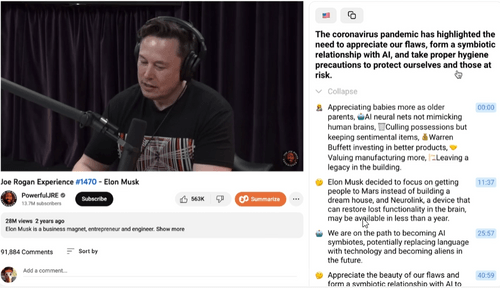 Joe Rogan Experience #1470 - Elon Musk
PowerfulJRE
13.7M subscribers
Subscribe
563K
Summarize
28M views 2 years ago
Elon Musk is a business magnet, entrepreneur and engineer. Show more
91,884 Comments
Sort by
Add a comment...
The coronavirus pandemic has highlighted the
need to appreciate our flaws, form a symbiotic
relationship with AI, and take proper hygiene
precautions to protect ourselves and those at
risk.
Collapse
Appreciating babies more as older
parents, 🤖AI neural nets not mimicking
human brains, 🗑Culling possessions but
keeping sentimental items, 💰Warren
Buffett investing in better products, 🤝
Valuing manufacturing more, Leaving a
legacy in the building.
00:00
Elon Musk decided to focus on getting
people to Mars instead of building a
dream house, and Neurolink, a device that
can restore lost functionality in the brain,
may be available in less than a year.
11:37
We are on the path to becoming AI
symbiotes, potentially replacing language
with technology and becoming aliens in
the future.
25:57
Appreciate the beauty of our flaws and
form a symbiotic relationship with AI to
40:59